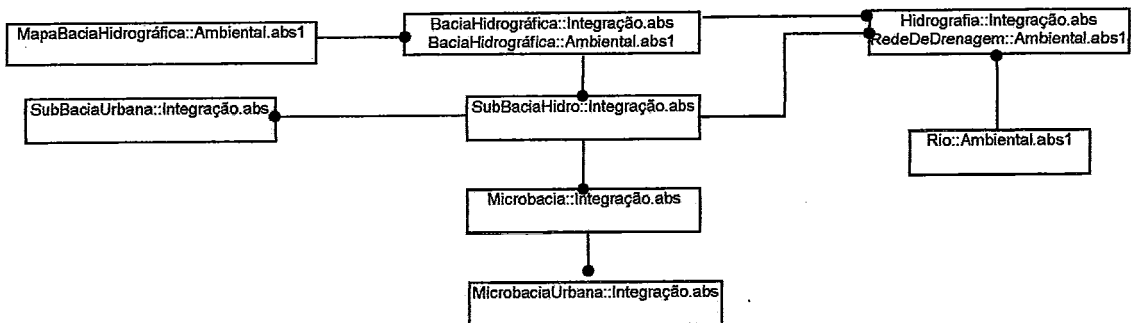 BaciaHidrográfica::Integração.abs
BaciaHidrográfica::Ambiental.abs1
MapaBaciaHidrográfica::Ambiental.abs1
Hidrografia::Integração.abs
RedeDeDrenagem::Ambiental.abs1
SubBaciaUrbana::Integração.abs
SubBaciaHidro::Integração.abs
Rio::Ambiental.abs1
Microbacia::Integração.abs
MicrobaciaUrbana::Integração.abs